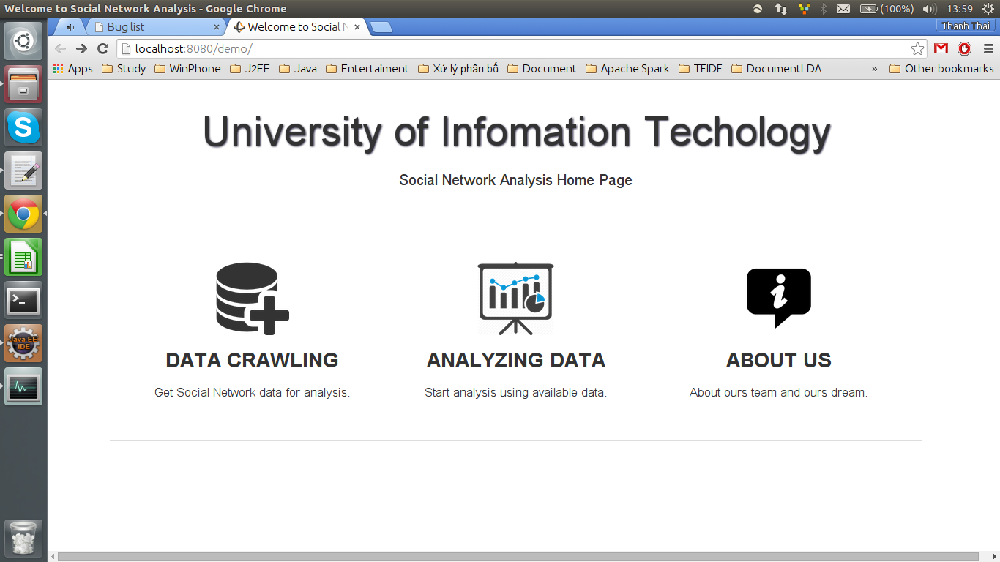 Welcome to Social Network Analysis - Google Chrome
(100%) 13:59
Bug list
Welcome to Social N
Thanh Thai
localhost:8080/demo/
Apps Study WinPhone J2EE Java Entertaiment Xử lý phân bố Document Apache Spark TFIDF DocumentLDA » Other bookmarks
University of Infomation Techology
Social Network Analysis Home Page
DATA CRAWLING
Get Social Network data for analysis.
ANALYZING DATA
Start analysis using available data.
ABOUT US
About ours team and ours dream.
Java EE
IDE